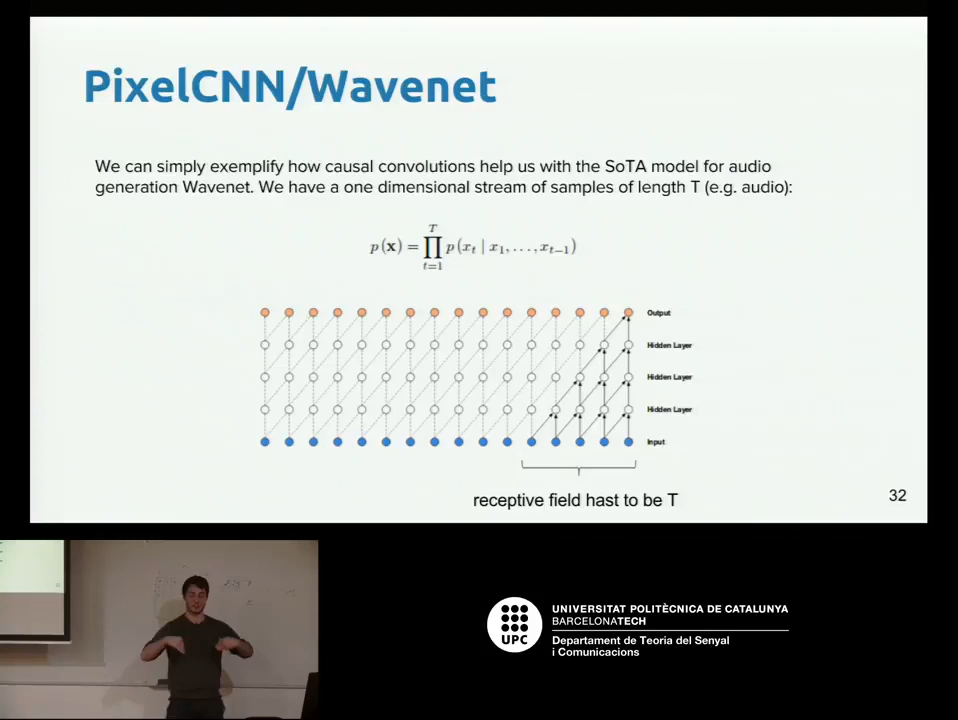 PixelCNN/Wavenet
We can simply exemplify how causal convolutions help us with the SoTA model for audio
generation Wavenet. We have a one dimensional stream of samples of length T (e.g. audio):
p(x) = ∏_{t=1}^{T} p(x_t | x_1, . . . , x_{t−1})
Output
Hidden Layer
Hidden Layer
Hidden Layer
Input
receptive field hast to be T
32
UPC
UNIVERSITAT POLITÈCNICA DE CATALUNYA
BARCELONATECH
Departament de Teoria del Senyal
i Comunicacions